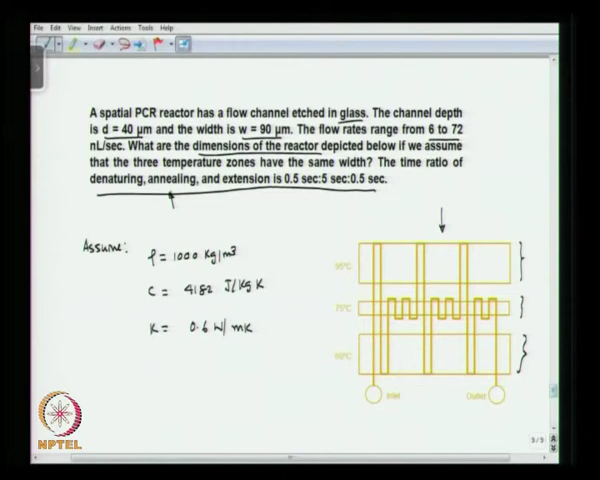 File Edit View Insert Actions Tools Help
A spatial PCR reactor has a flow channel etched in glass. The channel depth
is d = 40 µm and the width is w = 90 µm. The flow rates range from 6 to 72
nL/sec. What are the dimensions of the reactor depicted below if we assume
that the three temperature zones have the same width? The time ratio of
denaturing, annealing, and extension is 0.5 sec:5 sec:0.5 sec.
Assume:
ρ = 1000 Kg/m³
C = 4182 J/Kg K
K = 0.6 W/mK
95°C
75°C
60°C
Inlet
Outlet
NPTEL
5/5